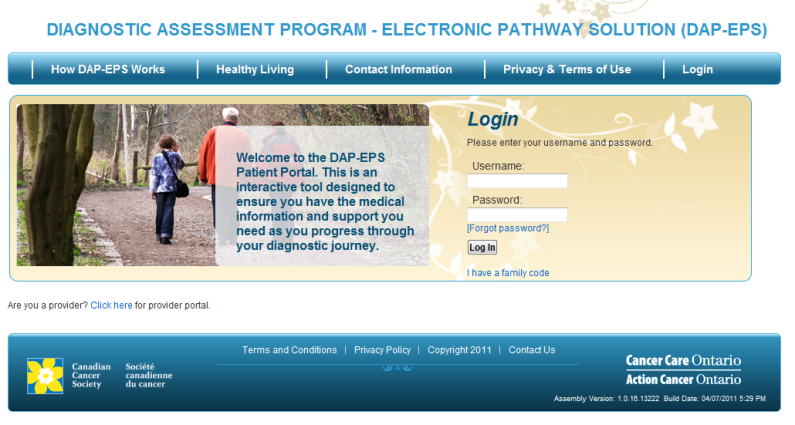 DIAGNOSTIC ASSESSMENT PROGRAM - ELECTRONIC PATHWAY SOLUTION (DAP-EPS)
How DAP-EPS Works
Healthy Living
Contact Information
Privacy & Terms of Use
Login
Welcome to the DAP-EPS
Patient Portal. This is an
interactive tool designed to
ensure you have the medical
information and support you
need as you progress through
your diagnostic journey.
Login
Please enter your username and password.
Username:
Password:
[Forgot password?]
Log In
I have a family code
Are you a provider? Click here for provider portal.
Canadian
Cancer
Society
Société
canadienne
du cancer
Terms and Conditions | Privacy Policy | Copyright 2011 | Contact Us
Cancer Care Ontario
Action Cancer Ontario
Assembly Version: 1.0.16.13222 Build Date: 04/07/2011 5:29 PM